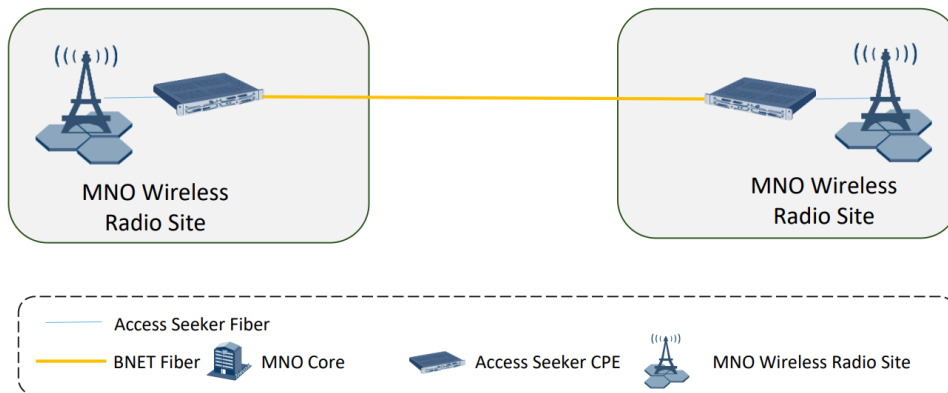 MNO Wireless
Radio Site
MNO Wireless
Radio Site
Access Seeker Fiber
BNET Fiber
MNO Core
Access Seeker CPE
MNO Wireless Radio Site